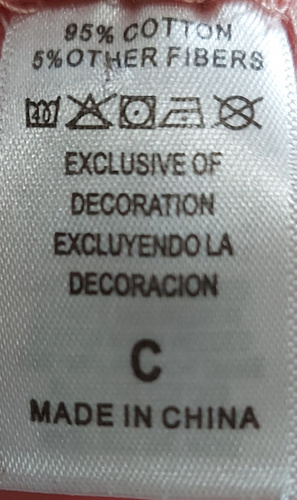 95% COTTON
5%OTHER FIBERS
40
EXCLUSIVE OF
DECORATION
EXCLUYENDO LA
DECORACION
C
MADE IN CHINA